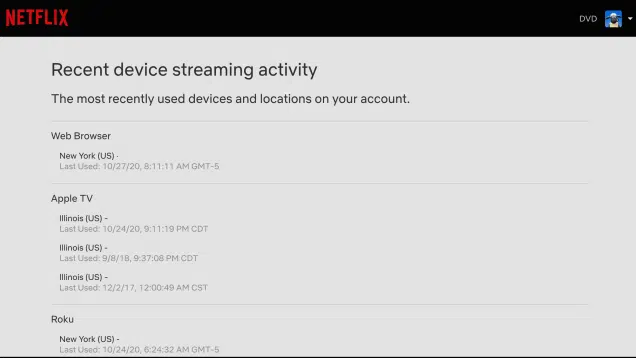 NETFLIX
DVD
Recent device streaming activity
The most recently used devices and locations on your account.
Web Browser
New York (US) -
Last Used: 10/27/20, 8:11:11 AM GMT-5
Apple TV
Illinois (US) -
Last Used: 10/24/20, 9:11:19 PM CDT
Illinois (US) -
Last Used: 9/8/18, 9:37:08 PM CDT
Illinois (US) -
Last Used: 12/2/17, 12:00:49 AM CST
Roku
New York (US) -
Last Used: 10/24/20, 6:24:32 AM GMT-5